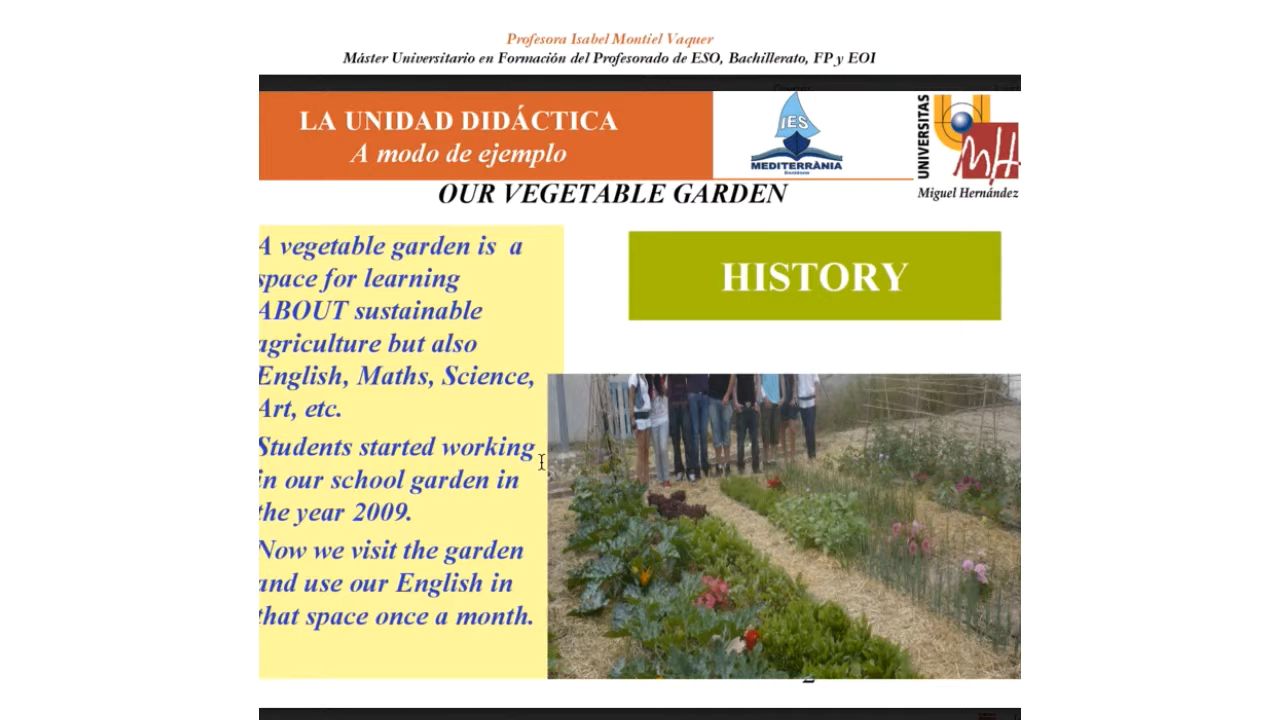 Profesora Isabel Montiel Vaquer
Máster Universitario en Formación del Profesorado de ESO, Bachillerato, FP y EOI
LA UNIDAD DIDÁCTICA
A modo de ejemplo
IES
MEDITERRÀNIA
UNIVERSITAS
MH
Miguel Hernández
OUR VEGETABLE GARDEN
A vegetable garden is a
space for learning
ABOUT sustainable
agriculture but also
English, Maths, Science,
Art, etc.
Students started working
in our school garden in
the year 2009.
Now we visit the garden
and use our English in
that space once a month.
HISTORY